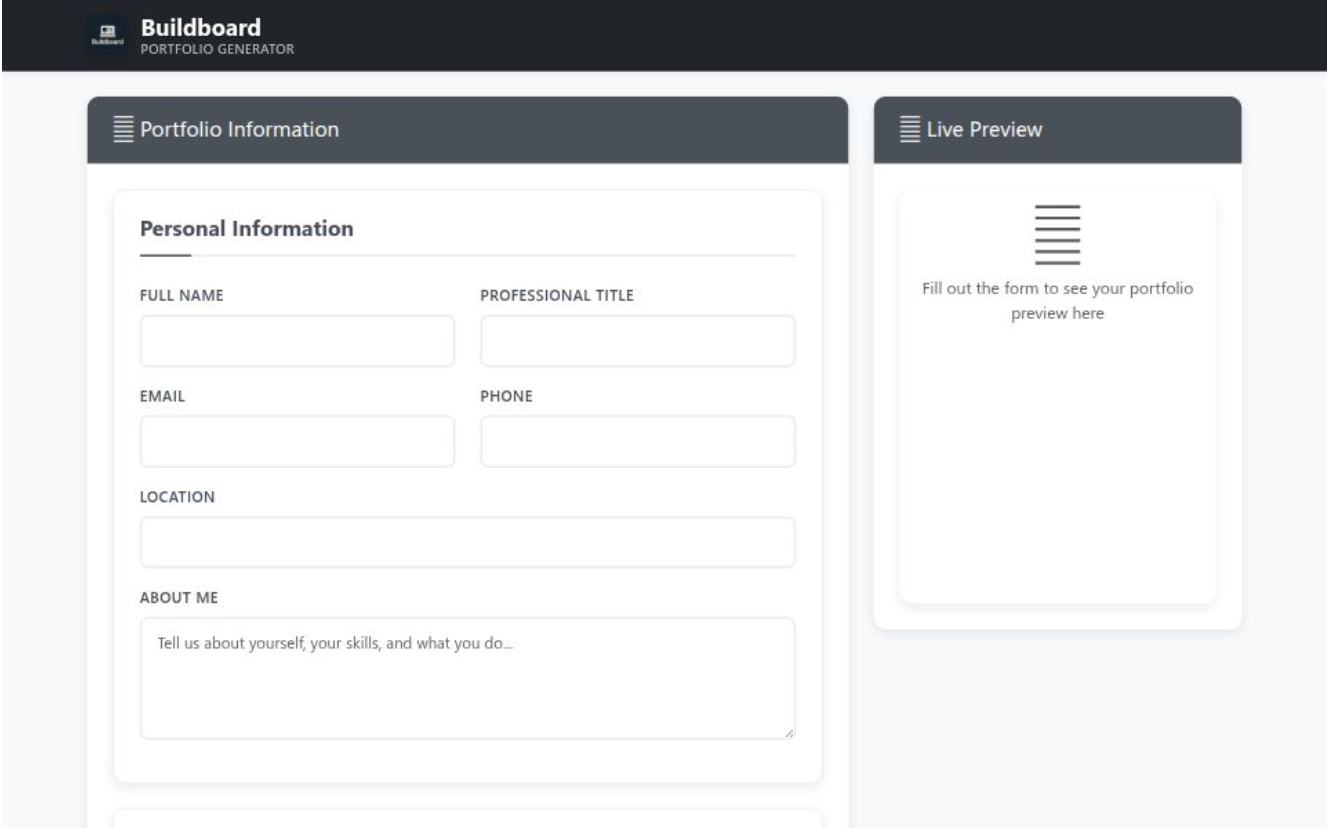 Buildboard
Buildboard
PORTFOLIO GENERATOR
Portfolio Information
Personal Information
FULL NAME
PROFESSIONAL TITLE
EMAIL
PHONE
LOCATION
ABOUT ME
Tell us about yourself, your skills, and what you do...
Live Preview
Fill out the form to see your portfolio
preview here